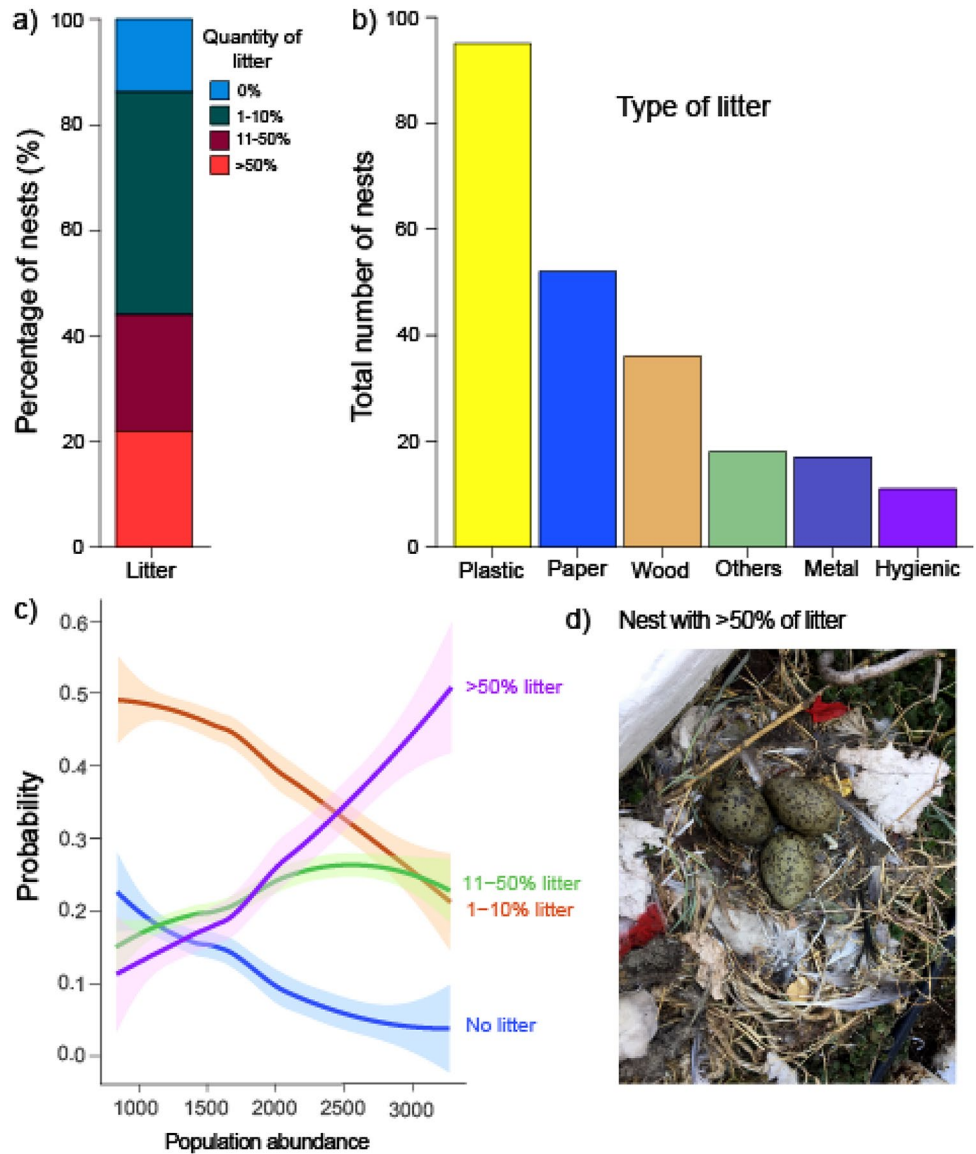 a)
Quantity of
litter
0%
1-10%
11-50%
>50%
Percentage of nests (%)
100
80
60
40
20
0
Litter
b)
Type of litter
Total number of nests
100
80
60
40
20
0
Plastic
Paper
Wood
Others
Metal
Hygienic
c)
Probability
0.6
0.5
0.4
0.3
0.2
0.1
0.0
>50% litter
11−50% litter
1−10% litter
No litter
1000
1500
2000
2500
3000
Population abundance
d)
Nest with >50% of litter